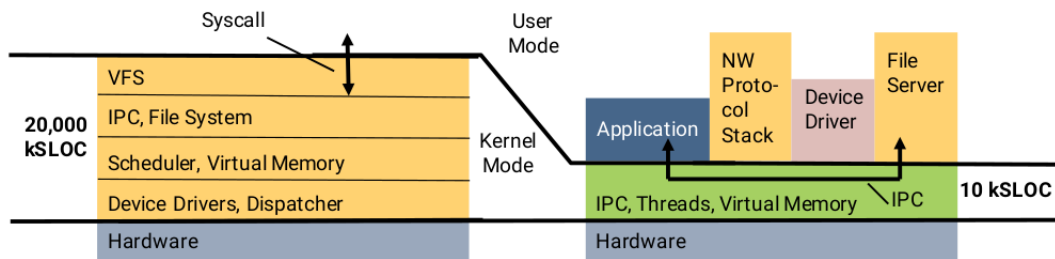 Syscall
User
Mode
VFS
IPC, File System
20,000
kSLOC
Scheduler, Virtual Memory
Kernel
Mode
Device Drivers, Dispatcher
Hardware
NW
Proto-
col
Stack
File
Server
Device
Driver
Application
IPC, Threads, Virtual Memory
IPC
10 kSLOC
Hardware